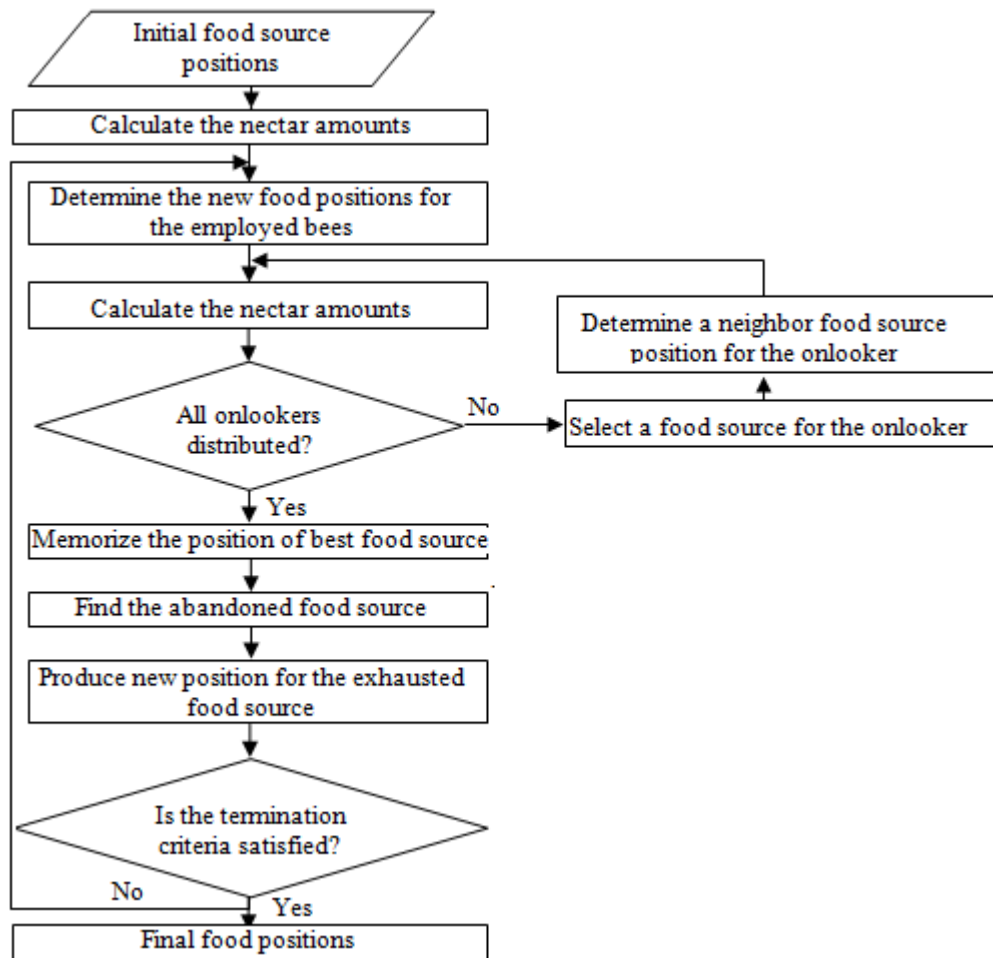 Initial food source
positions
Calculate the nectar amounts
Determine the new food positions for
the employed bees
Calculate the nectar amounts
All onlookers
distributed?
No
Select a food source for the onlooker
Determine a neighbor food source
position for the onlooker
Yes
Memorize the position of best food source
Find the abandoned food source
Produce new position for the exhausted
food source
Is the termination
criteria satisfied?
No
Yes
Final food positions